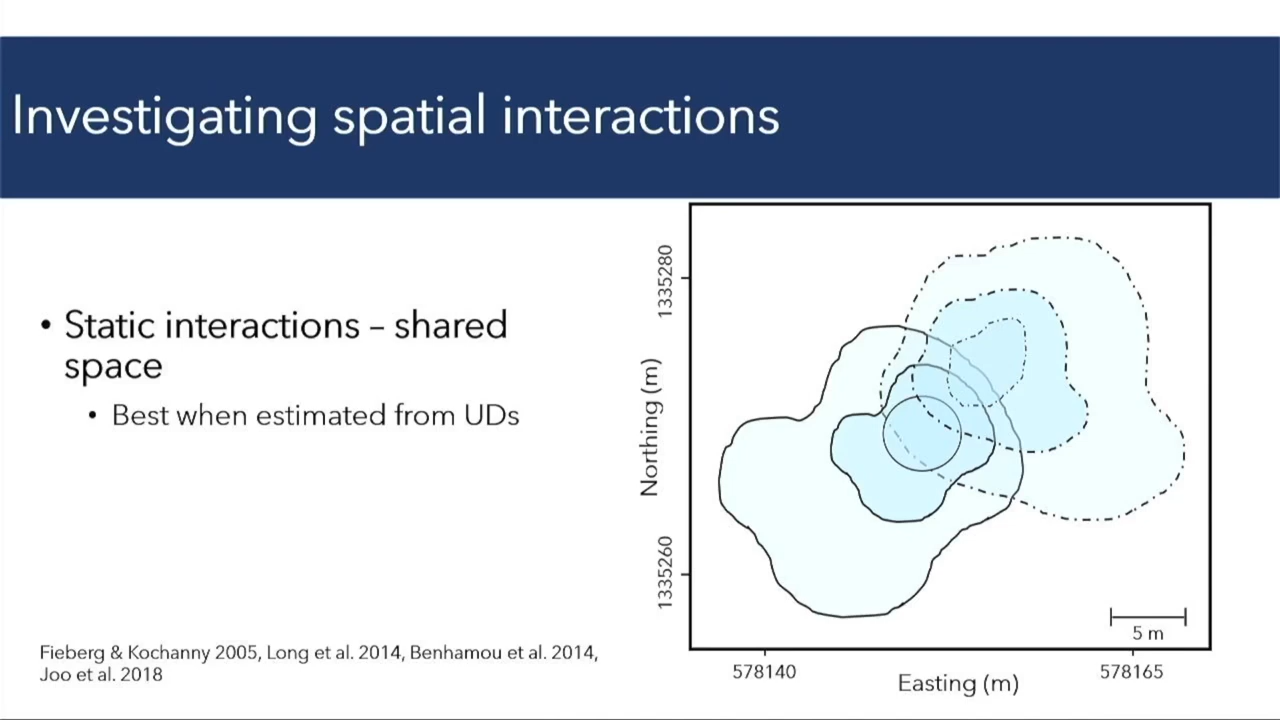 Investigating spatial interactions
• Static interactions – shared
space
• Best when estimated from UDs
Fieberg & Kochanny 2005, Long et al. 2014, Benhamou et al. 2014,
Joo et al. 2018
1335280
Northing (m)
1335260
5 m
578140
578165
Easting (m)